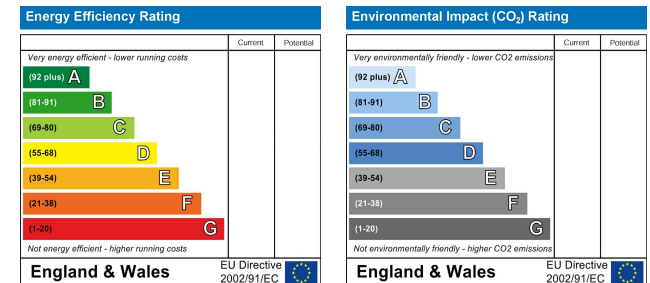 Energy Efficiency Rating
Current Potential
Very energy efficient - lower running costs
(92 plus) A
(81-91) B
(69-80) C
(55-68) D
(39-54) E
(21-38) F
(1-20) G
Not energy efficient - higher running costs
England & Wales
EU Directive
2002/91/EC
Environmental Impact (CO₂) Rating
Current Potential
Very environmentally friendly - lower CO2 emissions
(92 plus) A
(81-91) B
(69-80) C
(55-68) D
(39-54) E
(21-38) F
(1-20) G
Not environmentally friendly - higher CO2 emissions
England & Wales
EU Directive
2002/91/EC